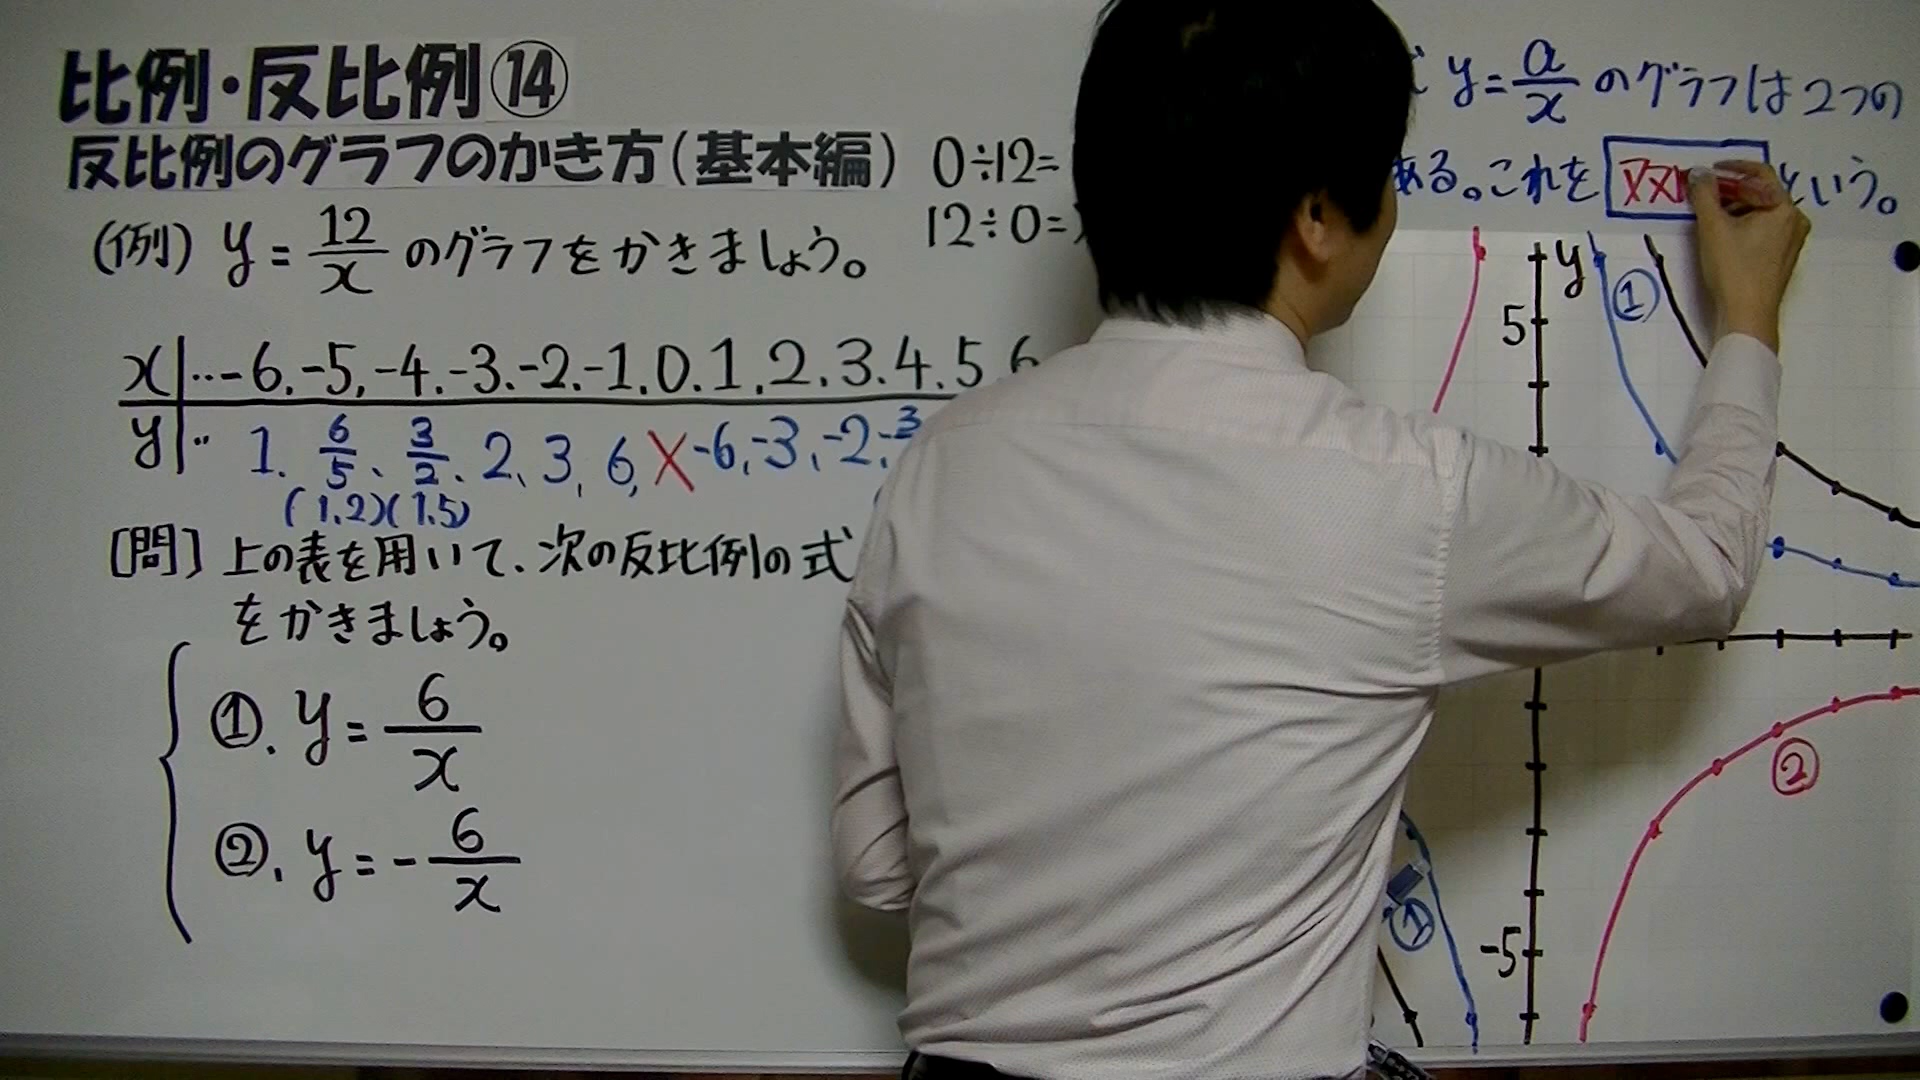 比例・反比例⑭
反比例のグラフのかき方(基本編)
0÷12=
12÷0=
(例) y = 12/x のグラフをかきましょう。
x ‥ -6. -5. -4. -3. -2. -1. 0. 1. 2. 3. 4. 5 6
y ‥ 1. 6/5、3/2、2、3、6、× -6、-3、-2、
(1.2)(1.5)
[問] 上の表を用いて、次の反比例の式
をかきましょう。
①. y = 6/x
②. y = - 6/x
y = a/x のグラフは2つの
ある。これを 双 という。
y
①
5
②
①
-5